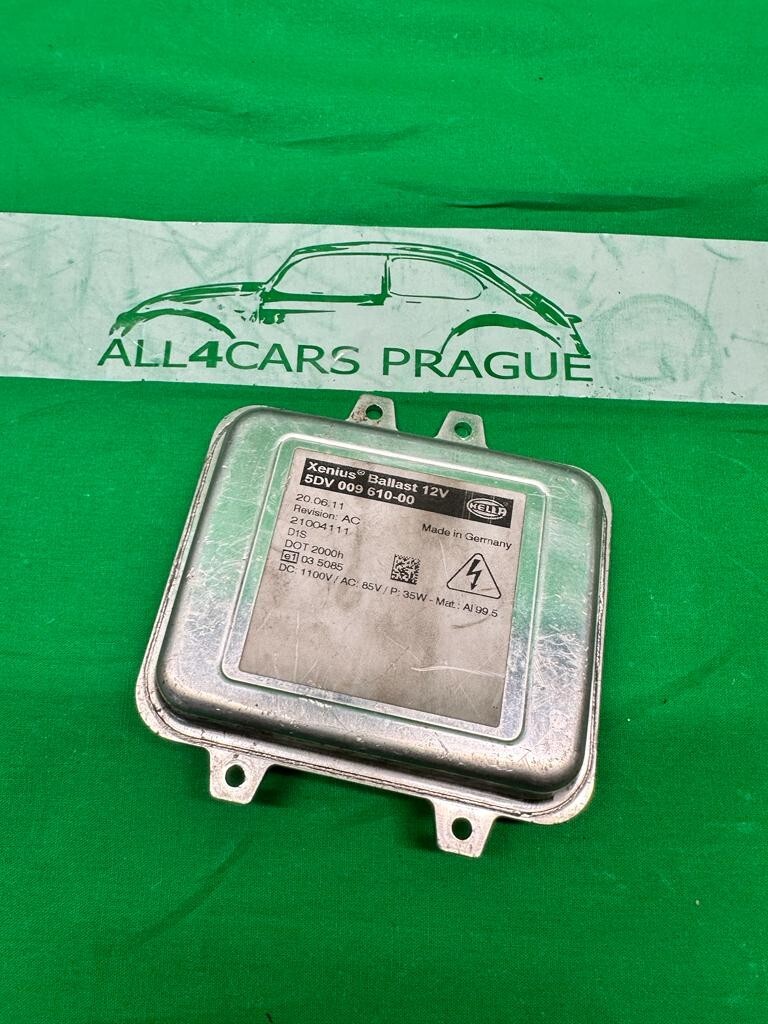 ALL4CARS PRAGUE
Xenius® Ballast 12V
5DV 009 610-00
HELLA
20.06.11
Made in Germany
Revision: AC
21004111
D1S
DOT 2000h
e1 03 5085
DC: 1100V / AC: 85V / P: 35W - Mat.: Al 99.5